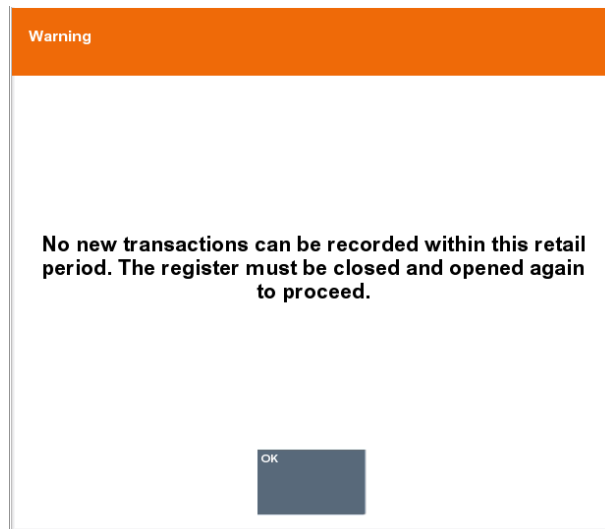 Warning
No new transactions can be recorded within this retail
period. The register must be closed and opened again
to proceed.
OK